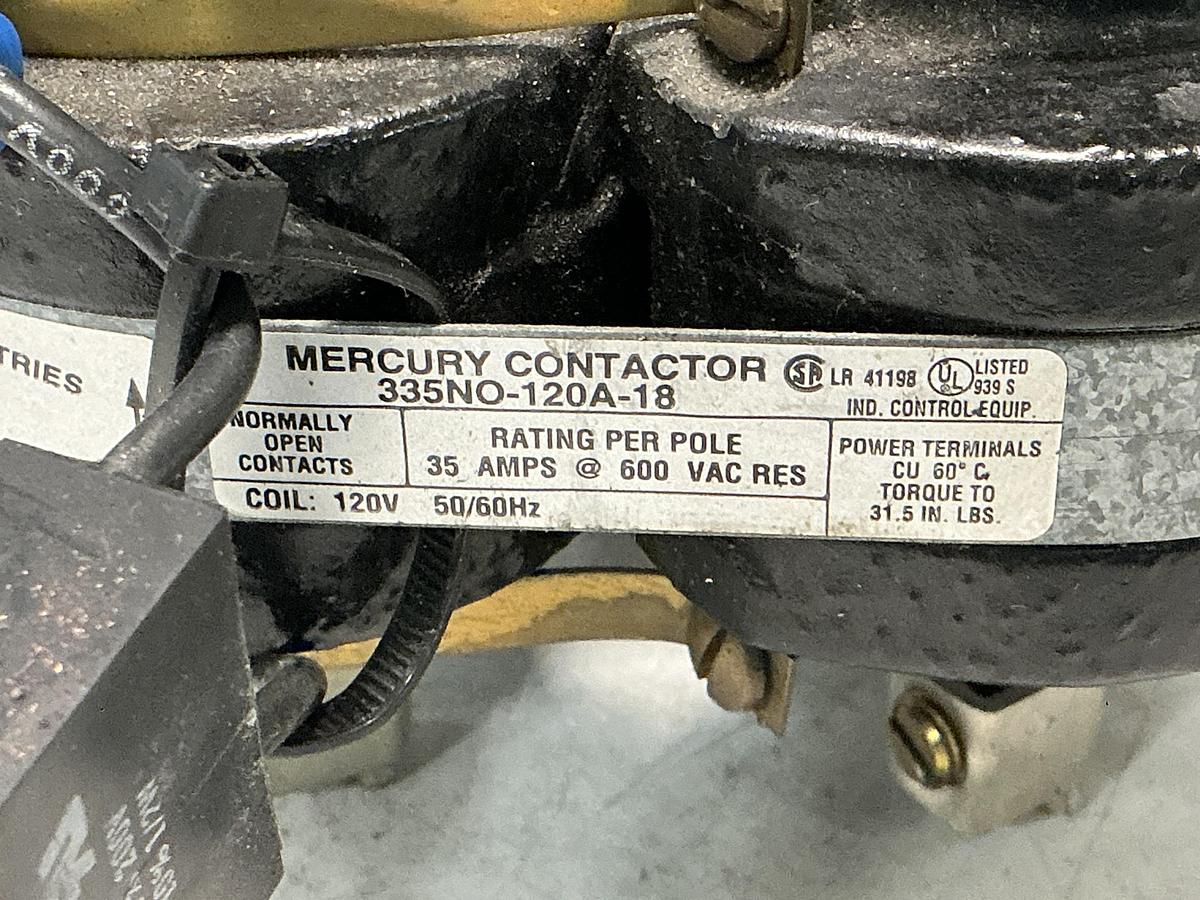 TRIES
MERCURY CONTACTOR
335NO-120A-18
SA LR 41198 UL LISTED
939 S
IND. CONTROL EQUIP.
NORMALLY
OPEN
CONTACTS
RATING PER POLE
35 AMPS @ 600 VAC RES
POWER TERMINALS
CU 60° C
TORQUE TO
31.5 IN. LBS.
COIL: 120V 50/60Hz